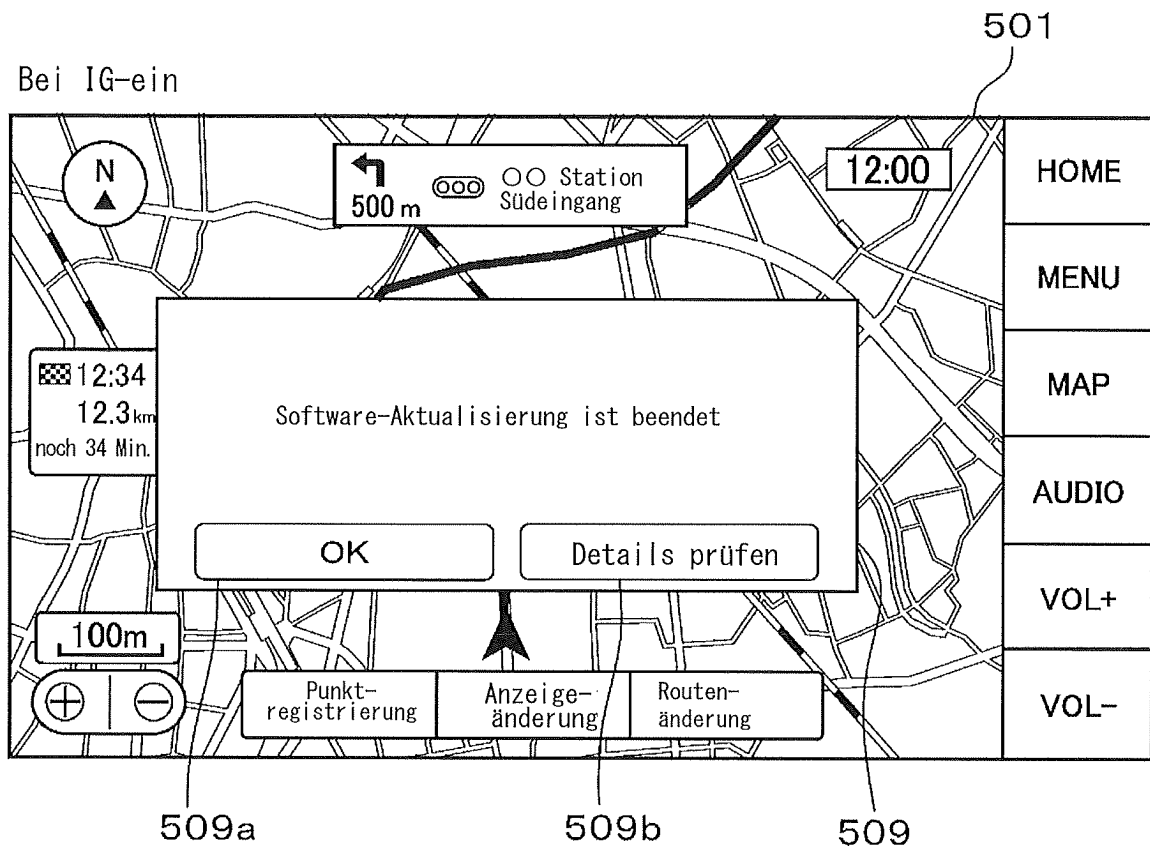 501
Bei IG-ein
N
500 m
○○ Station
Südeingang
12:00
HOME
MENU
MAP
AUDIO
VOL+
VOL-
12:34
12.3km
noch 34 Min.
Software-Aktualisierung ist beendet
OK
Details prüfen
100m
Punkt-
registrierung
Anzeige-
änderung
Routen-
änderung
509a
509b
509